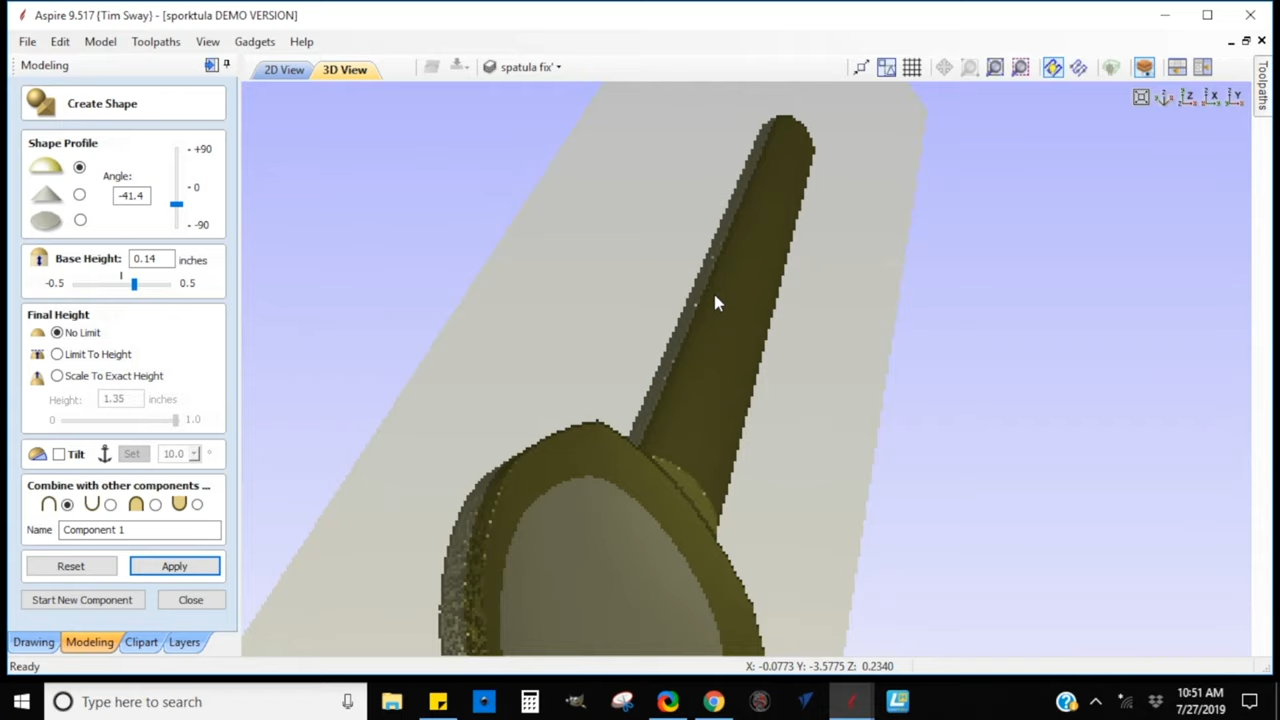 Aspire 9.517 {Tim Sway} - [sporktula DEMO VERSION]
File Edit Model Toolpaths View Gadgets Help
Modeling
2D View 3D View spatula fix'
Toolpaths
Z X Y
Create Shape
Shape Profile
+90
Angle:
0
-41.4
-90
Base Height: 0.14 inches
-0.5 0.5
Final Height
No Limit
Limit To Height
Scale To Exact Height
Height: 1.35 inches
0 1.0
Tilt Set 10.0 °
Combine with other components ...
Name Component 1
Reset Apply
Start New Component Close
Drawing Modeling Clipart Layers
Ready X: -0.0773 Y: -3.5775 Z: 0.2340
Type here to search
10:51 AM
7/27/2019